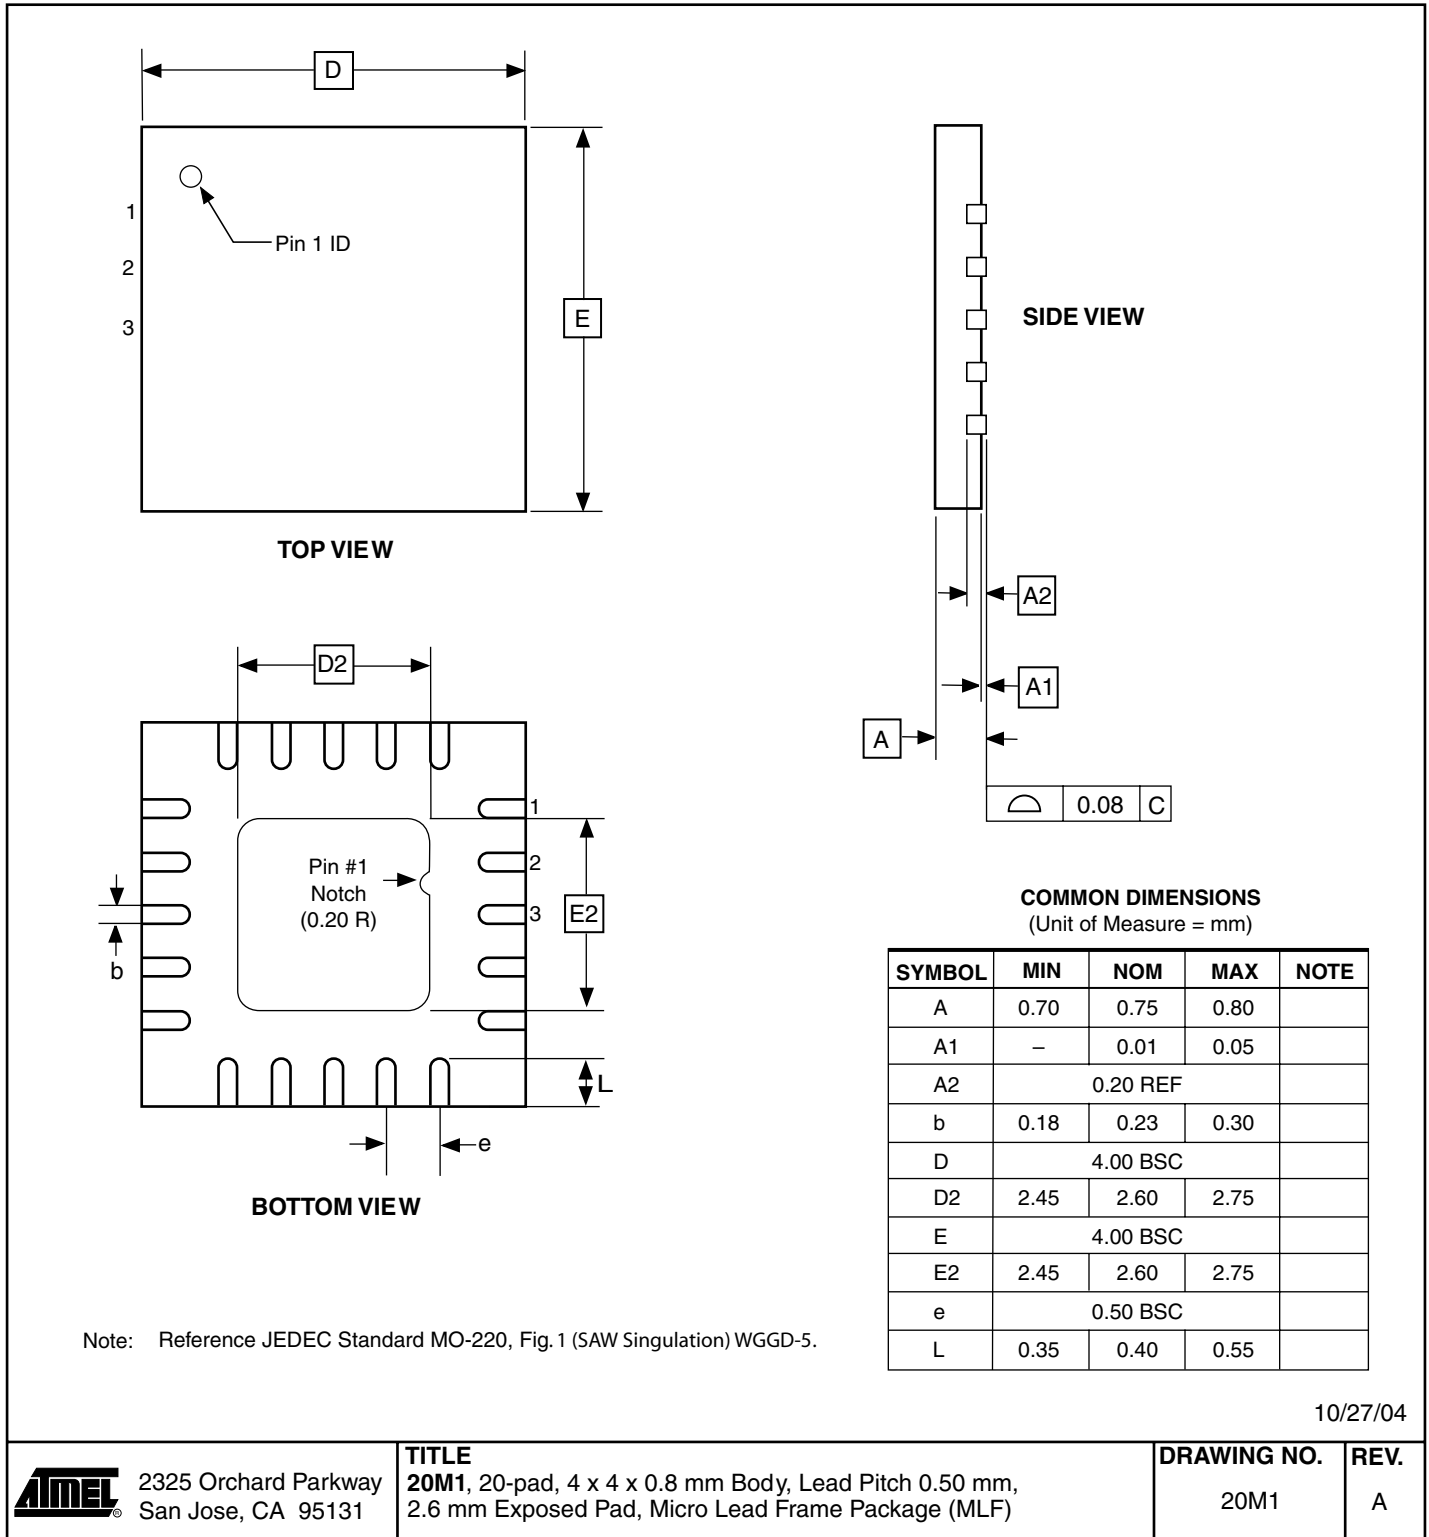 D
1
2
3
Pin 1 ID
E
TOP VIEW
SIDE VIEW
A2
A1
A
0.08 C
D2
1
2
3
Pin #1
Notch
(0.20 R)
E2
b
L
e
BOTTOM VIEW
COMMON DIMENSIONS
(Unit of Measure = mm)
SYMBOL MIN NOM MAX NOTE
A 0.70 0.75 0.80
A1 – 0.01 0.05
A2 0.20 REF
b 0.18 0.23 0.30
D 4.00 BSC
D2 2.45 2.60 2.75
E 4.00 BSC
E2 2.45 2.60 2.75
e 0.50 BSC
L 0.35 0.40 0.55
Note: Reference JEDEC Standard MO-220, Fig. 1 (SAW Singulation) WGGD-5.
10/27/04
ATMEL ®
2325 Orchard Parkway
San Jose, CA 95131
TITLE
20M1, 20-pad, 4 x 4 x 0.8 mm Body, Lead Pitch 0.50 mm,
2.6 mm Exposed Pad, Micro Lead Frame Package (MLF)
DRAWING NO.
20M1
REV.
A